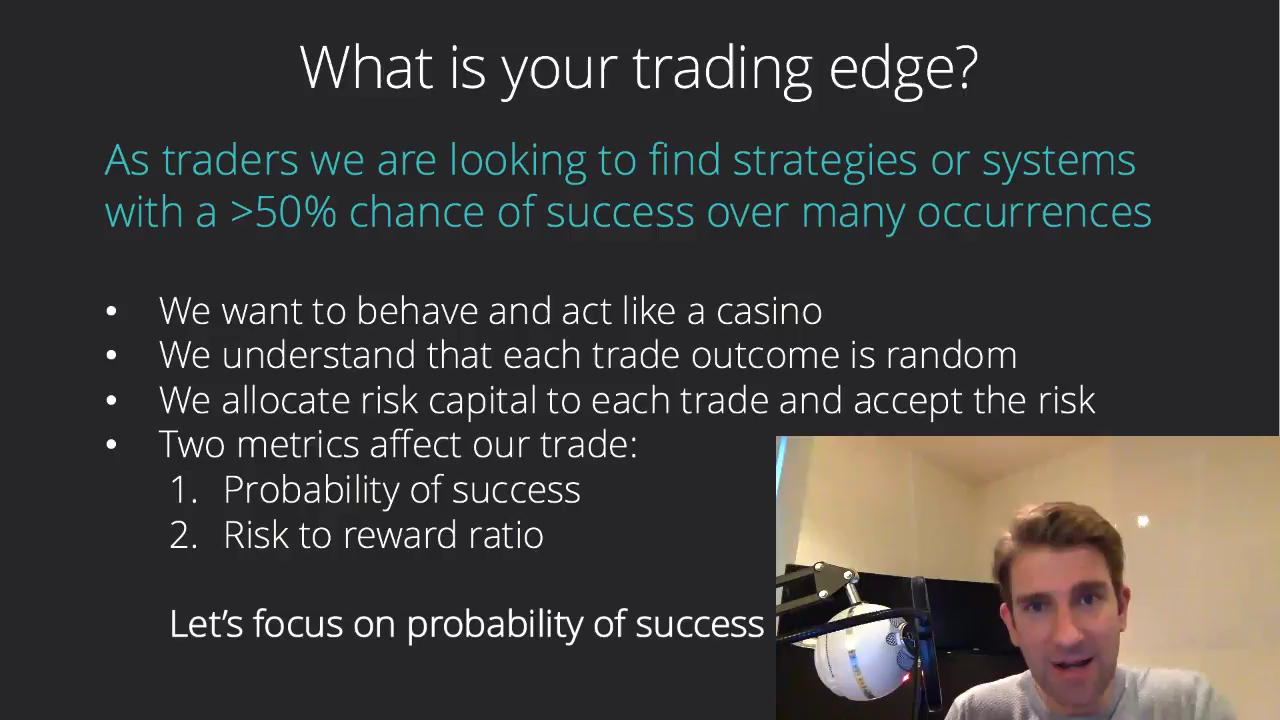 What is your trading edge?
As traders we are looking to find strategies or systems
with a >50% chance of success over many occurrences
• We want to behave and act like a casino
• We understand that each trade outcome is random
• We allocate risk capital to each trade and accept the risk
• Two metrics affect our trade:
1. Probability of success
2. Risk to reward ratio
Let's focus on probability of success